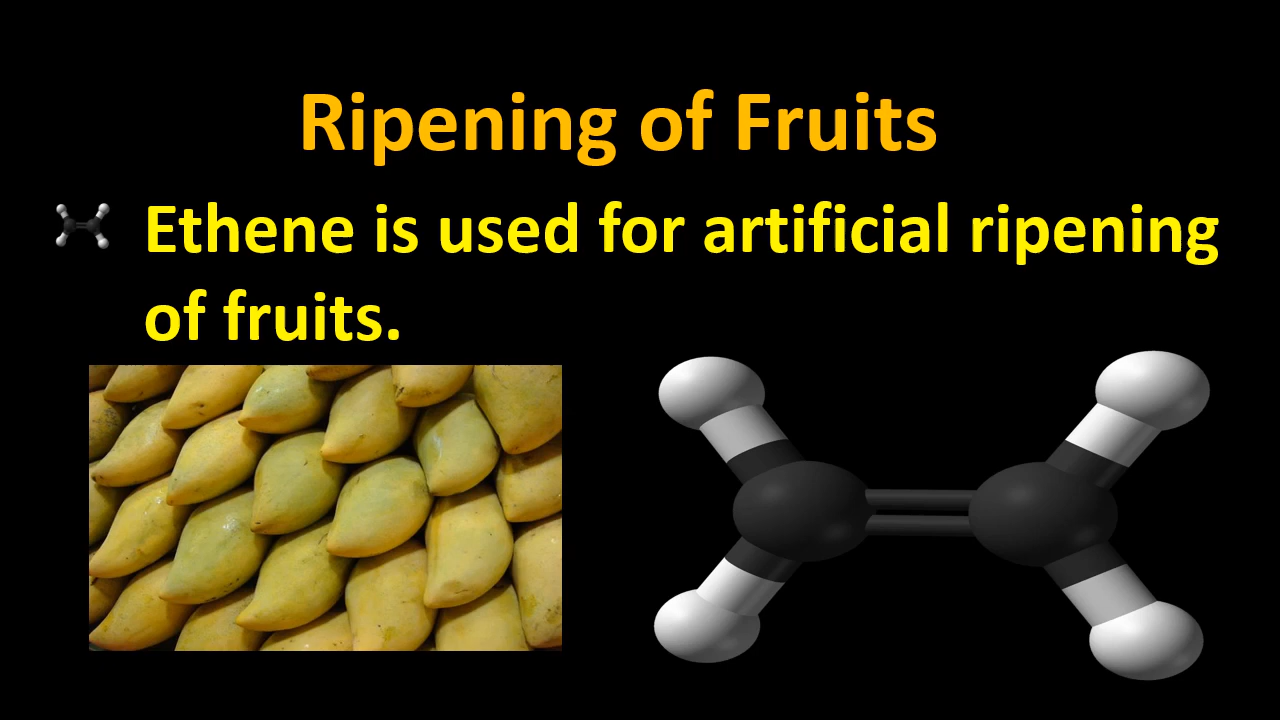 Ripening of Fruits
Ethene is used for artificial ripening
of fruits.